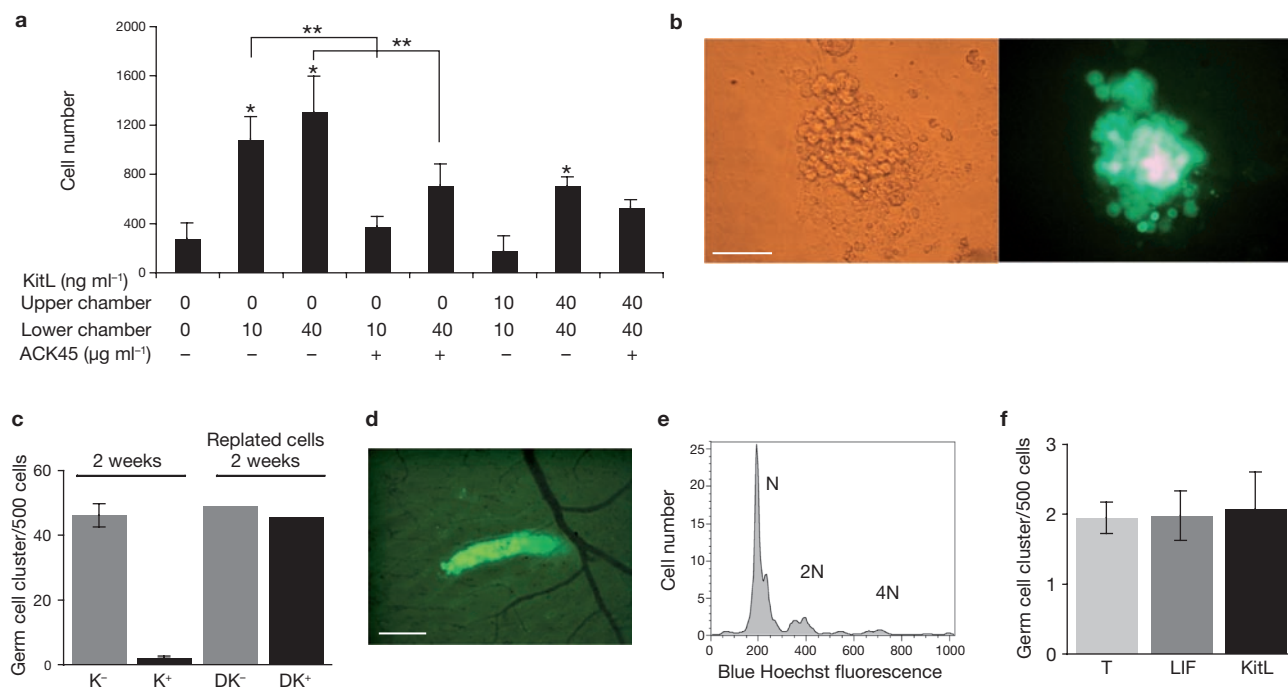 a
2000
1600
1200
800
400
0
Cell number
**
**
*
*
*
KitL (ng ml⁻¹)
Upper chamber 0 0 0 0 0 10 40 40
Lower chamber 0 10 40 10 40 10 40 40
ACK45 (µg ml⁻¹) – – – + + – – +
b
c
Replated cells
2 weeks 2 weeks
60
40
20
0
Germ cell cluster/500 cells
K⁻ K⁺ DK⁻ DK⁺
d
e
25
20
15
10
5
0
Cell number
N
2N
4N
0 200 400 600 800 1000
Blue Hoechst fluorescence
f
3
2
1
0
Germ cell cluster/500 cells
T LIF KitL